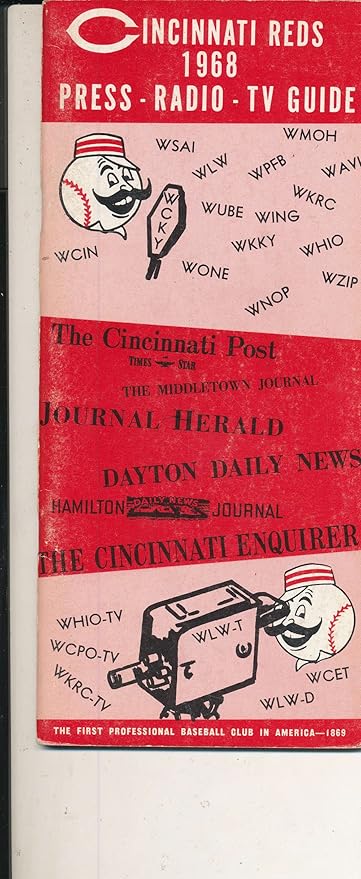 CINCINNATI REDS
1968
PRESS - RADIO - TV GUIDE
WSAI
WMOH
WLW
WPFB
WAVI
WCKY
WUBE
WING
WKRC
WCIN
WKKY
WHIO
WONE
WZIP
WNOP
The Cincinnati Post
TIMES STAR
THE MIDDLETOWN JOURNAL
JOURNAL HERALD
DAYTON DAILY NEWS
HAMILTON DAILY NEWS JOURNAL
THE CINCINNATI ENQUIRER
WHIO-TV
WLW-T
WCPO-TV
WKRC-TV
WCET
WLW-D
THE FIRST PROFESSIONAL BASEBALL CLUB IN AMERICA—1869